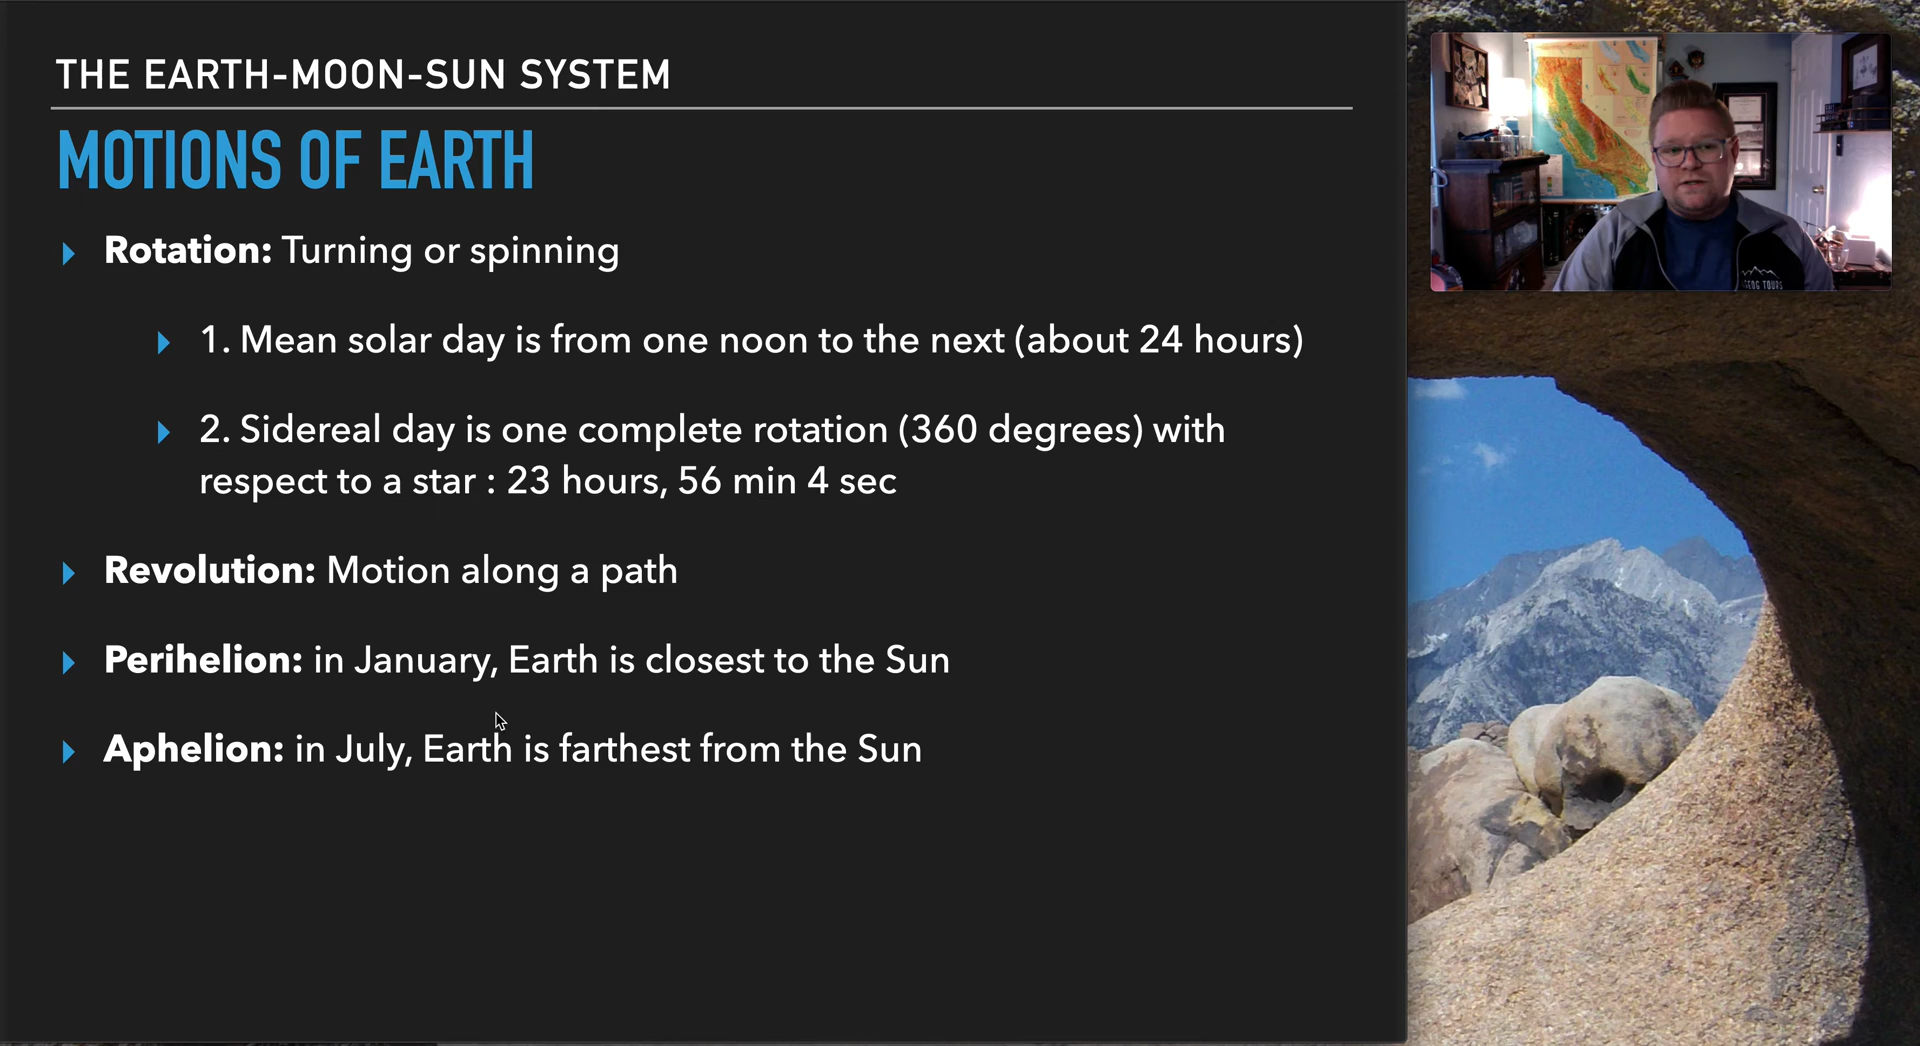 THE EARTH-MOON-SUN SYSTEM
MOTIONS OF EARTH
Rotation: Turning or spinning
1. Mean solar day is from one noon to the next (about 24 hours)
2. Sidereal day is one complete rotation (360 degrees) with
respect to a star : 23 hours, 56 min 4 sec
Revolution: Motion along a path
Perihelion: in January, Earth is closest to the Sun
Aphelion: in July, Earth is farthest from the Sun
TOURS